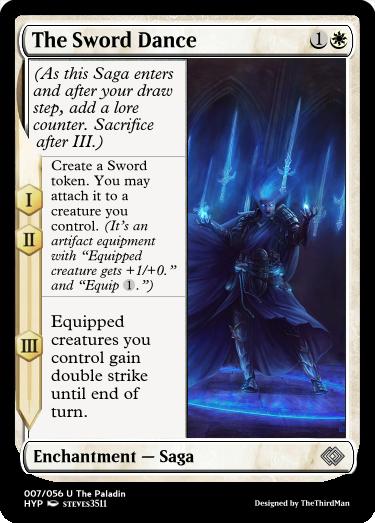 The Sword Dance 1
(As this Saga enters
and after your draw
step, add a lore
counter. Sacrifice
after III.)
I
II
Create a Sword
token. You may
attach it to a
creature you
control. (It's an
artifact equipment
with “Equipped
creature gets +1/+0.”
and “Equip 1.”)
III
Equipped
creatures you
control gain
double strike
until end of
turn.
Enchantment — Saga
007/056 U The Paladin
HYP STEVES3511
Designed by TheThirdMan